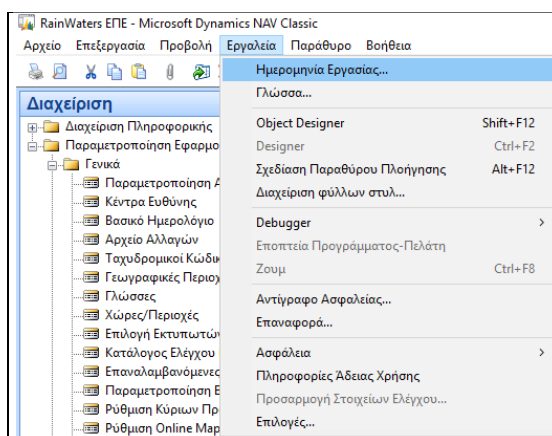 RainWaters ΕΠΕ - Microsoft Dynamics NAV Classic
Αρχείο Επεξεργασία Προβολή Εργαλεία Παράθυρο Βοήθεια
Ημερομηνία Εργασίας...
Γλώσσα...
Object Designer Shift+F12
Designer Ctrl+F2
Σχεδίαση Παραθύρου Πλοήγησης Alt+F12
Διαχείριση φύλλων στυλ...
Debugger
Εποπτεία Προγράμματος-Πελάτη
Ζουμ Ctrl+F8
Αντίγραφο Ασφαλείας...
Επαναφορά...
Ασφάλεια
Πληροφορίες Άδειας Χρήσης
Προσαρμογή Στοιχείων Ελέγχου...
Επιλογές...
Διαχείριση
Διαχείριση Πληροφορικής
Παραμετροποίηση Εφαρμο
Γενικά
Παραμετροποίηση Α
Κέντρα Ευθύνης
Βασικό Ημερολόγιο
Αρχείο Αλλαγών
Ταχυδρομικοί Κώδικ
Γεωγραφικές Περιοχ
Γλώσσες
Χώρες/Περιοχές
Επιλογή Εκτυπωτών
Κατάλογος Ελέγχου
Επαναλαμβανόμενες
Παραμετροποίηση Ε
Ρύθμιση Κύριων Πρ
Ρύθμιση Online Map